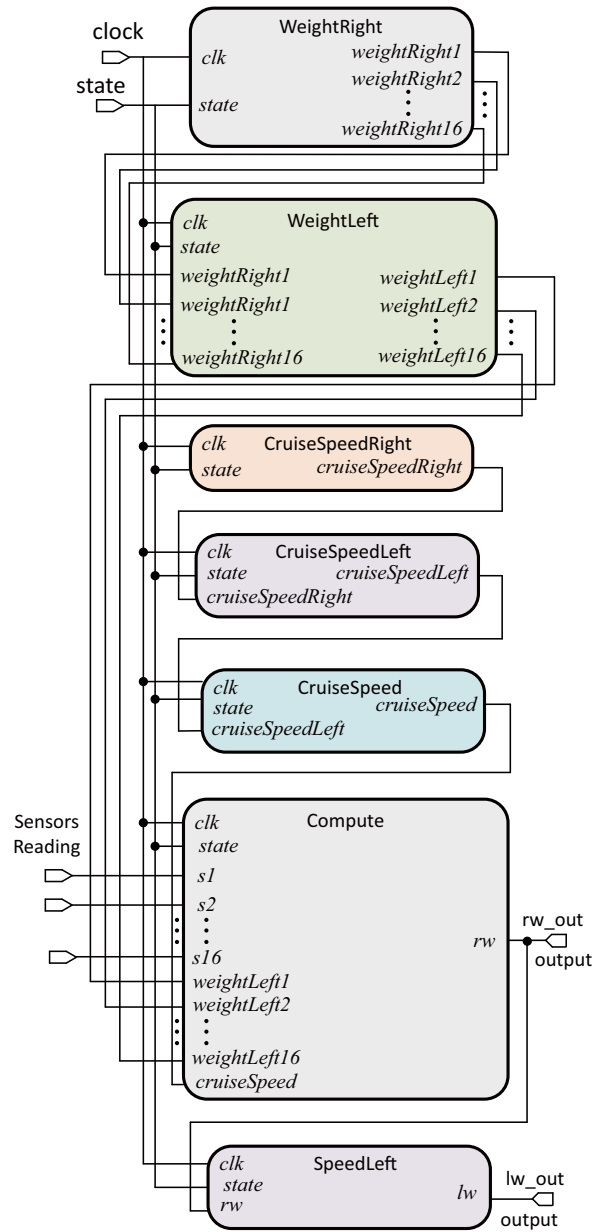 clock
state
WeightRight
clk
state
weightRight1
weightRight2
weightRight16
WeightLeft
clk
state
weightRight1
weightRight1
weightRight16
weightLeft1
weightLeft2
weightLeft16
CruiseSpeedRight
clk
state
cruiseSpeedRight
CruiseSpeedLeft
clk
state
cruiseSpeedRight
cruiseSpeedLeft
CruiseSpeed
clk
state
cruiseSpeedLeft
cruiseSpeed
Sensors
Reading
Compute
clk
state
s1
s2
s16
weightLeft1
weightLeft2
weightLeft16
cruiseSpeed
rw
rw_out
output
SpeedLeft
clk
state
rw
lw
lw_out
output